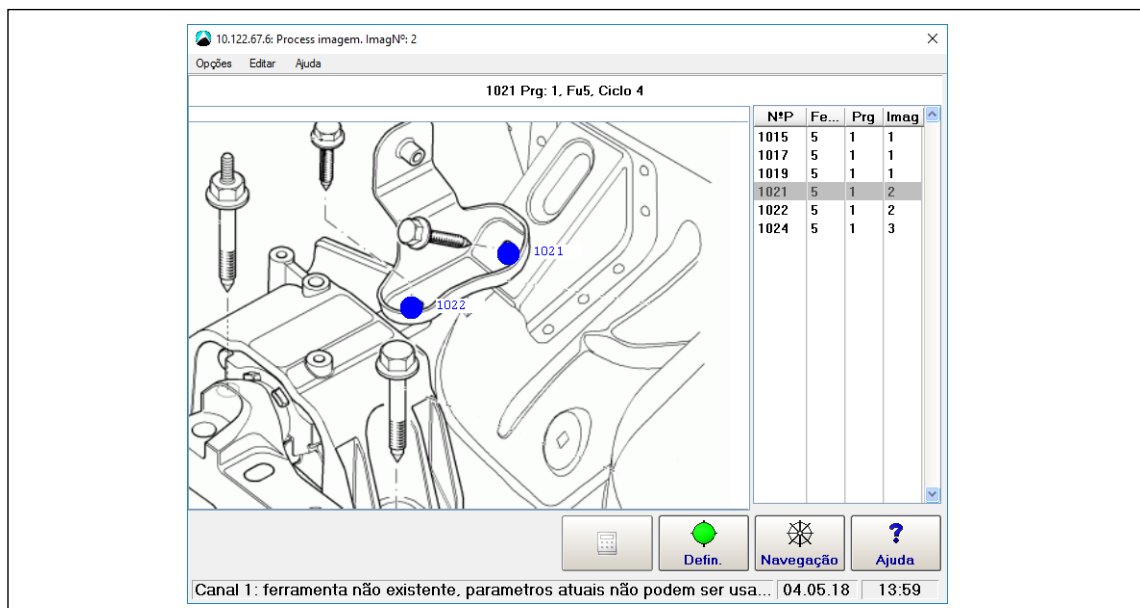 10.122.67.6: Process imagem. ImagNº: 2
Opções Editar Ajuda
1021 Prg: 1, Fu5, Ciclo 4
NºP Fe... Prg Imag
1015 5 1 1
1017 5 1 1
1019 5 1 1
1021 5 1 2
1022 5 1 2
1024 5 1 3
1021
1022
Defin. Navegação ? Ajuda
Canal 1: ferramenta não existente, parametros atuais não podem ser usa... 04.05.18 13:59